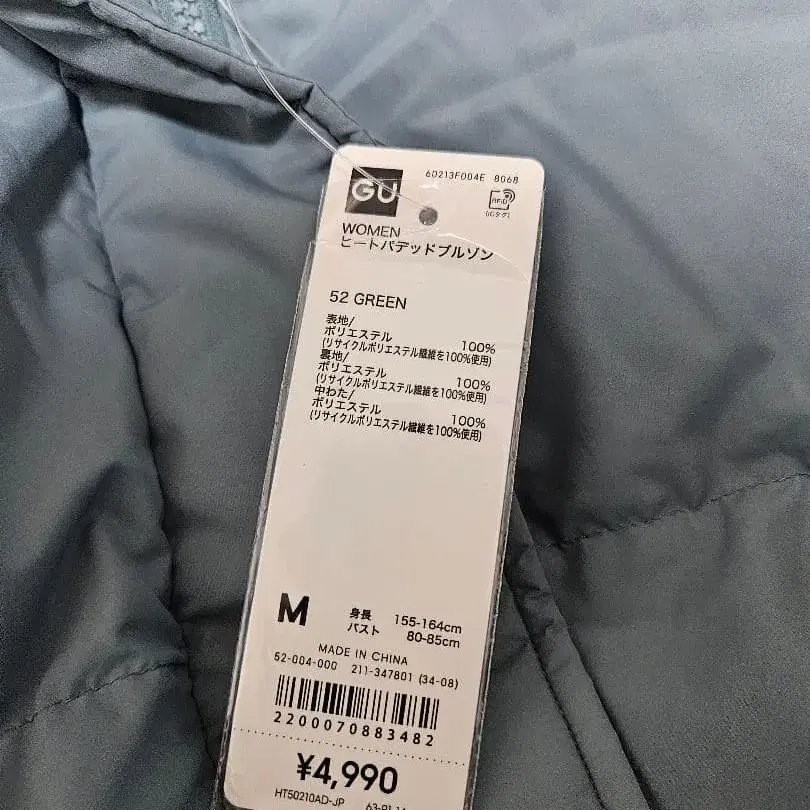 GU
60213F004E 8068
RFiD
(ICタグ)
WOMEN
ヒートパデッドブルゾン
52 GREEN
表地/
ポリエステル 100%
(リサイクルポリエステル繊維を100%使用)
裏地/
ポリエステル 100%
(リサイクルポリエステル繊維を100%使用)
中わた/
ポリエステル 100%
(リサイクルポリエステル繊維を100%使用)
M 身長 155-164cm
バスト 80-85cm
MADE IN CHINA
52-004-000 211-347801 (34-08)
2200070883482
¥4,990
HT50210AD-JP